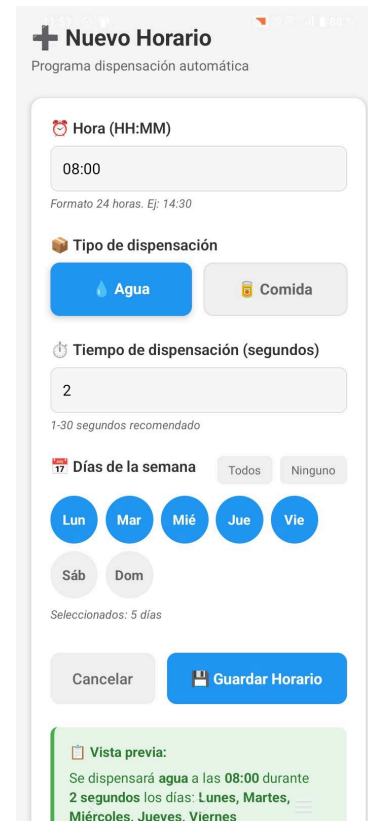 Nuevo Horario
Programa dispensación automática
Hora (HH:MM)
08:00
Formato 24 horas. Ej: 14:30
Tipo de dispensación
Agua Comida
Tiempo de dispensación (segundos)
2
1-30 segundos recomendado
Días de la semana Todos Ninguno
Lun Mar Mié Jue Vie
Sáb Dom
Seleccionados: 5 días
Cancelar Guardar Horario
Vista previa:
Se dispensará agua a las 08:00 durante
2 segundos los días: Lunes, Martes,
Miércoles, Jueves, Viernes